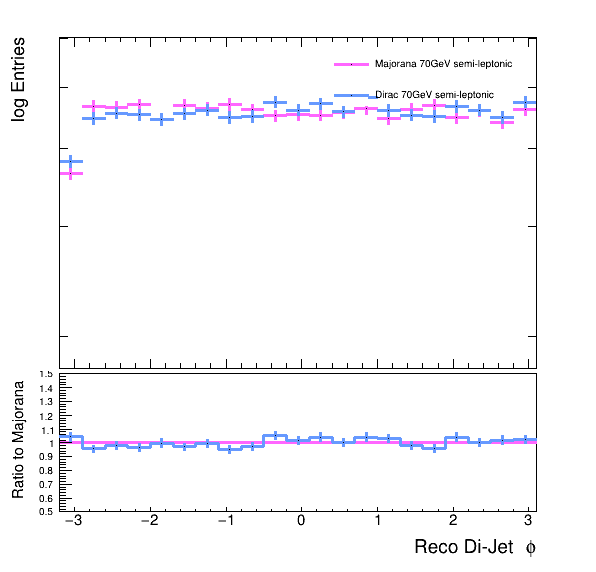 log Entries
Majorana 70GeV semi-leptonic
Dirac 70GeV semi-leptonic
Ratio to Majorana
1.5
1.4
1.3
1.2
1.1
1
0.9
0.8
0.7
0.6
0.5
−3 −2 −1 0 1 2 3
Reco Di-Jet ϕ